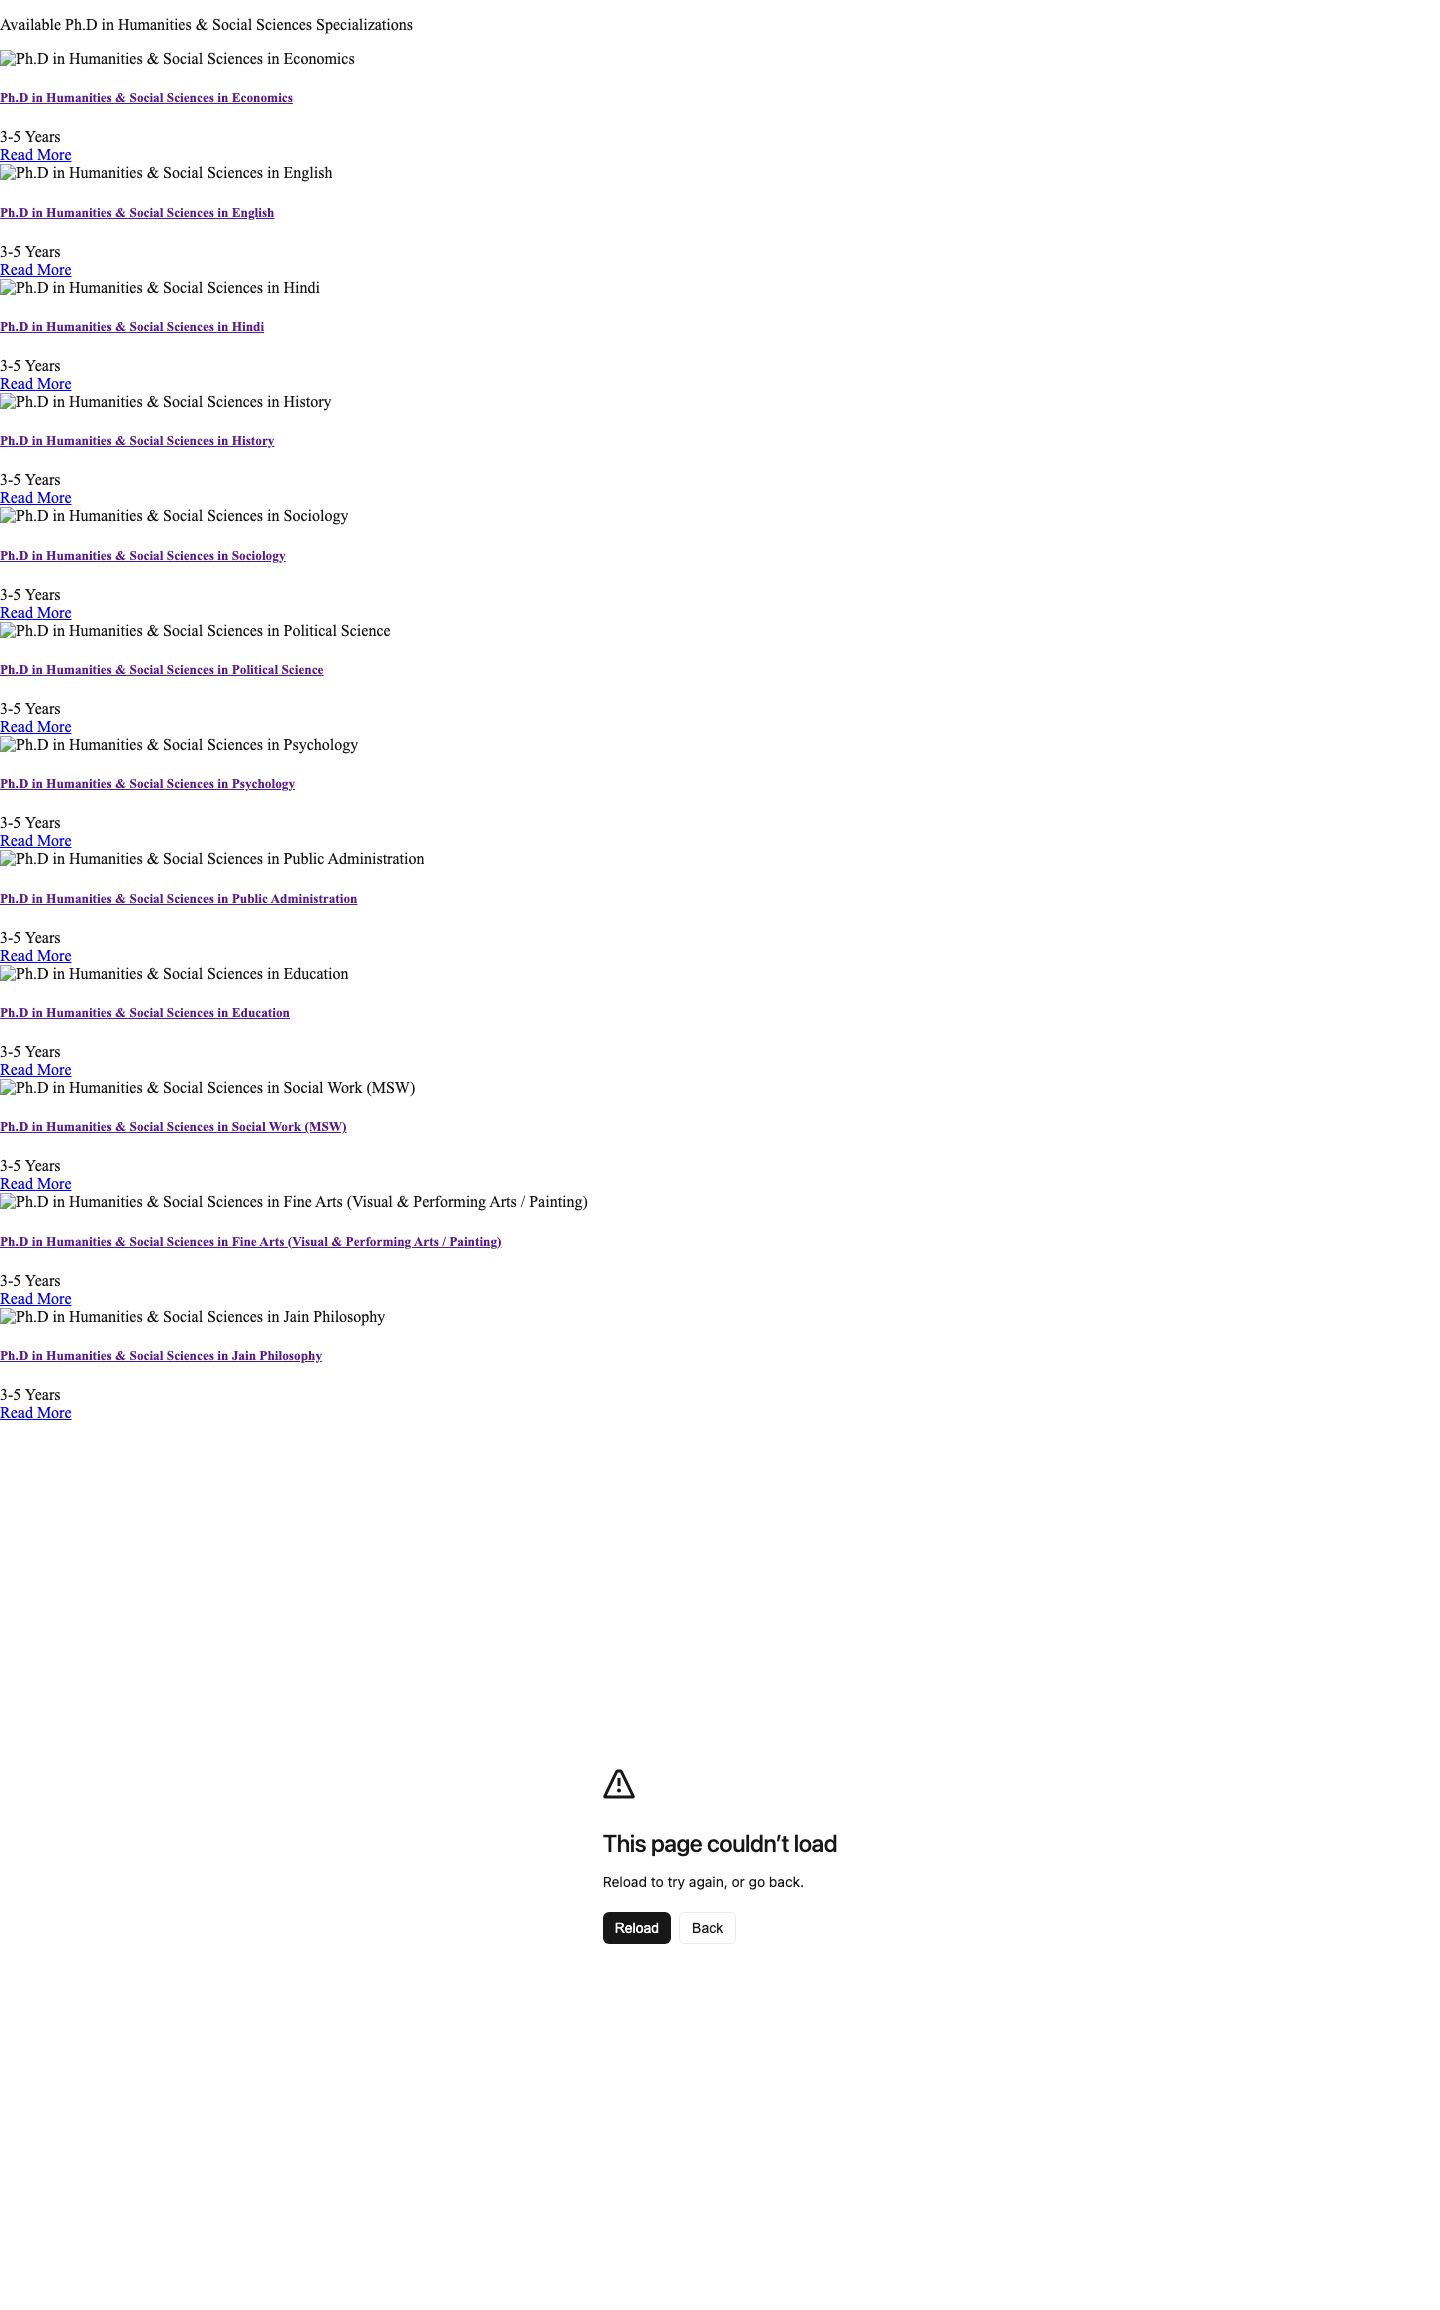 Available Ph.D in Humanities & Social Sciences Specializations
Ph.D in Humanities & Social Sciences in Economics
Ph.D in Humanities & Social Sciences in Economics
3-5 Years
Read More
Ph.D in Humanities & Social Sciences in English
Ph.D in Humanities & Social Sciences in English
3-5 Years
Read More
Ph.D in Humanities & Social Sciences in Hindi
Ph.D in Humanities & Social Sciences in Hindi
3-5 Years
Read More
Ph.D in Humanities & Social Sciences in History
Ph.D in Humanities & Social Sciences in History
3-5 Years
Read More
Ph.D in Humanities & Social Sciences in Sociology
Ph.D in Humanities & Social Sciences in Sociology
3-5 Years
Read More
Ph.D in Humanities & Social Sciences in Political Science
Ph.D in Humanities & Social Sciences in Political Science
3-5 Years
Read More
Ph.D in Humanities & Social Sciences in Psychology
Ph.D in Humanities & Social Sciences in Psychology
3-5 Years
Read More
Ph.D in Humanities & Social Sciences in Public Administration
Ph.D in Humanities & Social Sciences in Public Administration
3-5 Years
Read More
Ph.D in Humanities & Social Sciences in Education
Ph.D in Humanities & Social Sciences in Education
3-5 Years
Read More
Ph.D in Humanities & Social Sciences in Social Work (MSW)
Ph.D in Humanities & Social Sciences in Social Work (MSW)
3-5 Years
Read More
Ph.D in Humanities & Social Sciences in Fine Arts (Visual & Performing Arts / Painting)
Ph.D in Humanities & Social Sciences in Fine Arts (Visual & Performing Arts / Painting)
3-5 Years
Read More
Ph.D in Humanities & Social Sciences in Jain Philosophy
Ph.D in Humanities & Social Sciences in Jain Philosophy
3-5 Years
Read More
This page couldn’t load
Reload to try again, or go back.
Reload Back